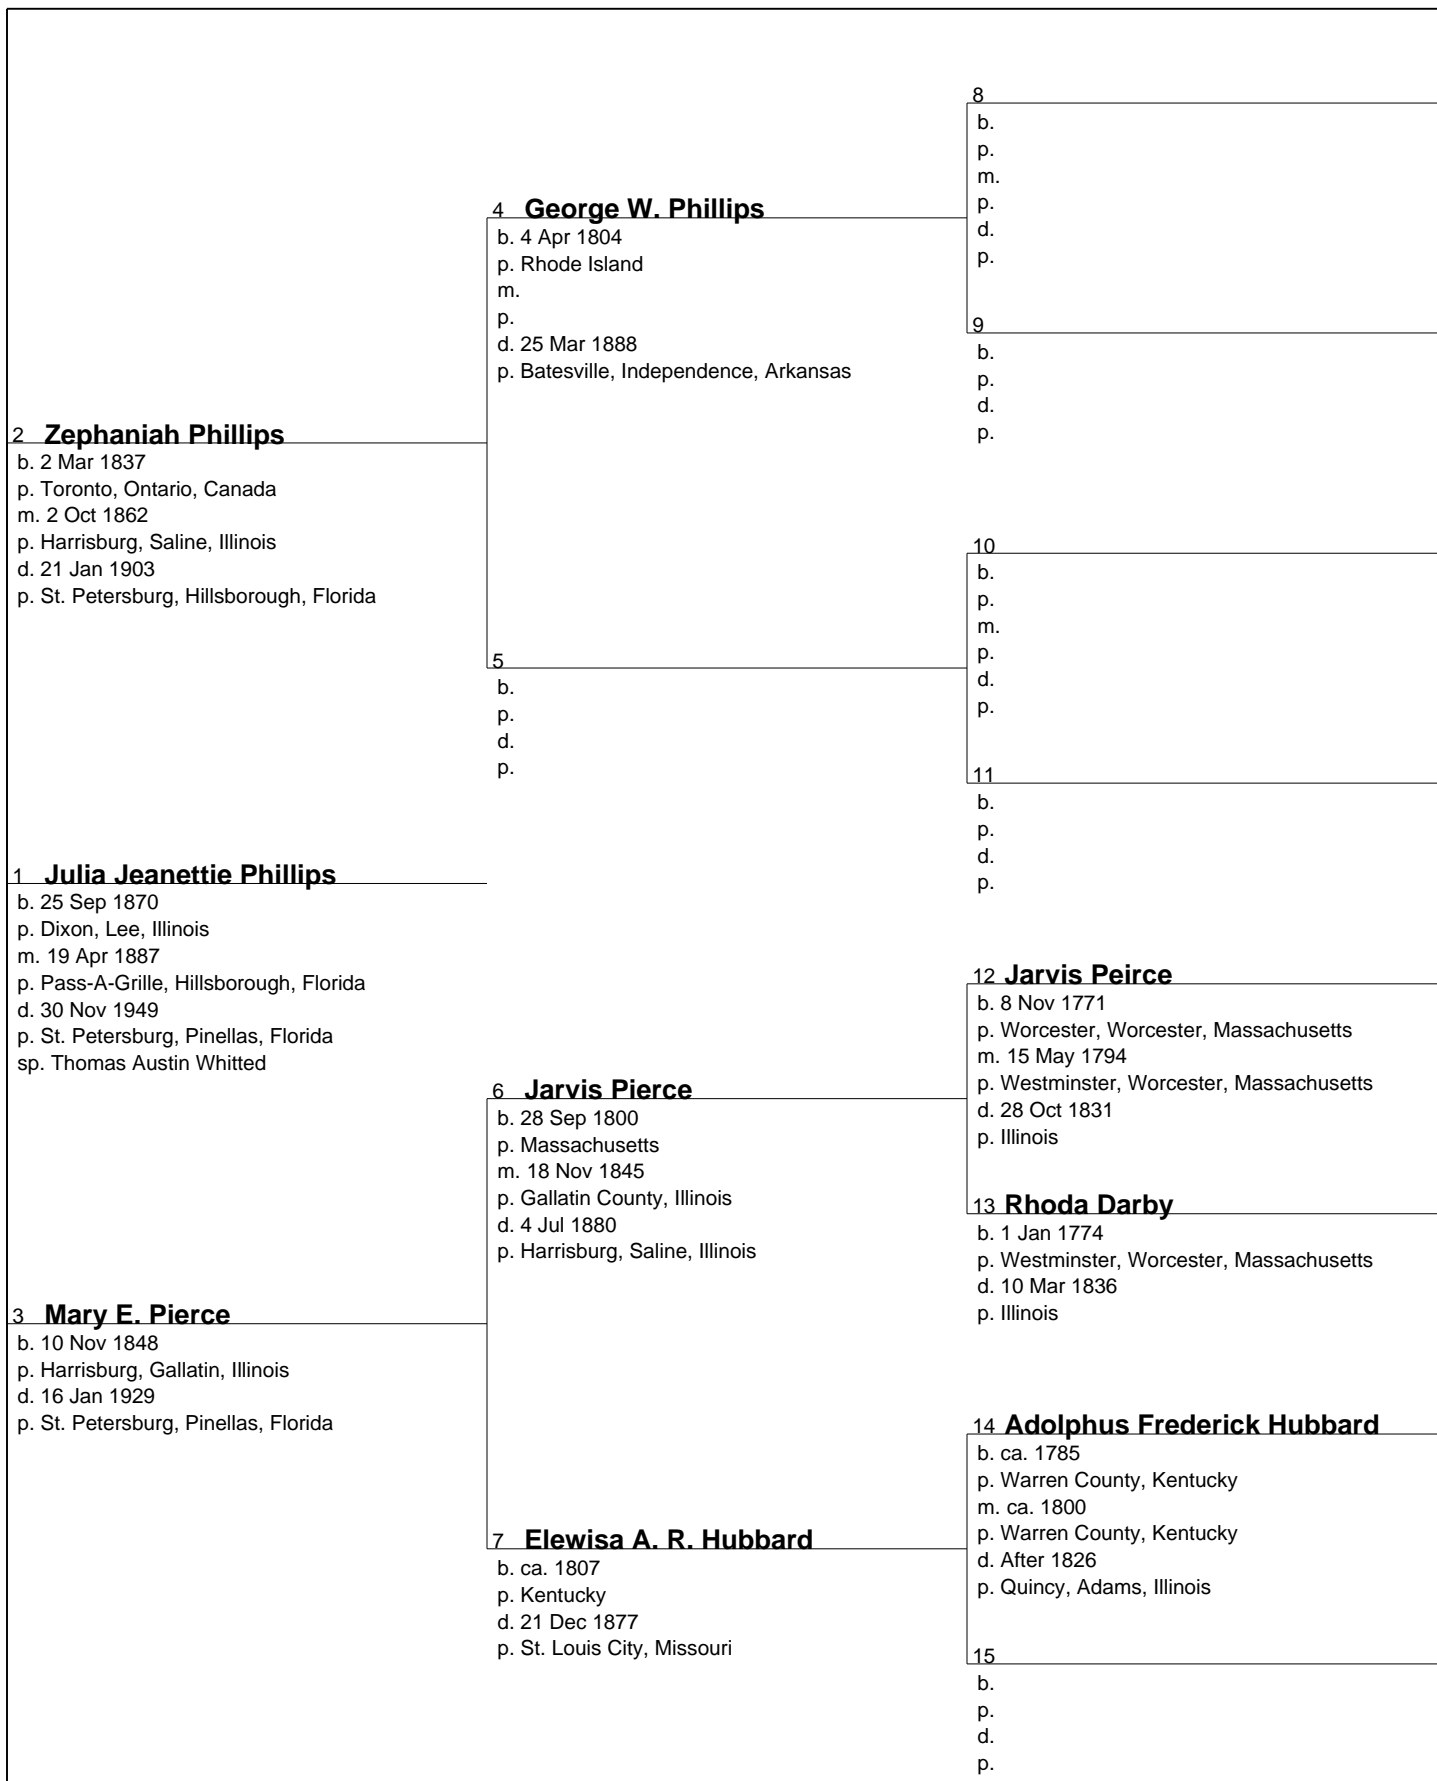 8
b.
p.
m.
p.
d.
p.
4 George W. Phillips
b. 4 Apr 1804
p. Rhode Island
m.
p.
d. 25 Mar 1888
p. Batesville, Independence, Arkansas
9
b.
p.
d.
p.
2 Zephaniah Phillips
b. 2 Mar 1837
p. Toronto, Ontario, Canada
m. 2 Oct 1862
p. Harrisburg, Saline, Illinois
d. 21 Jan 1903
p. St. Petersburg, Hillsborough, Florida
10
b.
p.
m.
p.
d.
p.
5
b.
p.
d.
p.
11
b.
p.
d.
p.
1 Julia Jeanettie Phillips
b. 25 Sep 1870
p. Dixon, Lee, Illinois
m. 19 Apr 1887
p. Pass-A-Grille, Hillsborough, Florida
d. 30 Nov 1949
p. St. Petersburg, Pinellas, Florida
sp. Thomas Austin Whitted
12 Jarvis Peirce
b. 8 Nov 1771
p. Worcester, Worcester, Massachusetts
m. 15 May 1794
p. Westminster, Worcester, Massachusetts
d. 28 Oct 1831
p. Illinois
6 Jarvis Pierce
b. 28 Sep 1800
p. Massachusetts
m. 18 Nov 1845
p. Gallatin County, Illinois
d. 4 Jul 1880
p. Harrisburg, Saline, Illinois
13 Rhoda Darby
b. 1 Jan 1774
p. Westminster, Worcester, Massachusetts
d. 10 Mar 1836
p. Illinois
3 Mary E. Pierce
b. 10 Nov 1848
p. Harrisburg, Gallatin, Illinois
d. 16 Jan 1929
p. St. Petersburg, Pinellas, Florida
14 Adolphus Frederick Hubbard
b. ca. 1785
p. Warren County, Kentucky
m. ca. 1800
p. Warren County, Kentucky
d. After 1826
p. Quincy, Adams, Illinois
7 Elewisa A. R. Hubbard
b. ca. 1807
p. Kentucky
d. 21 Dec 1877
p. St. Louis City, Missouri
15
b.
p.
d.
p.